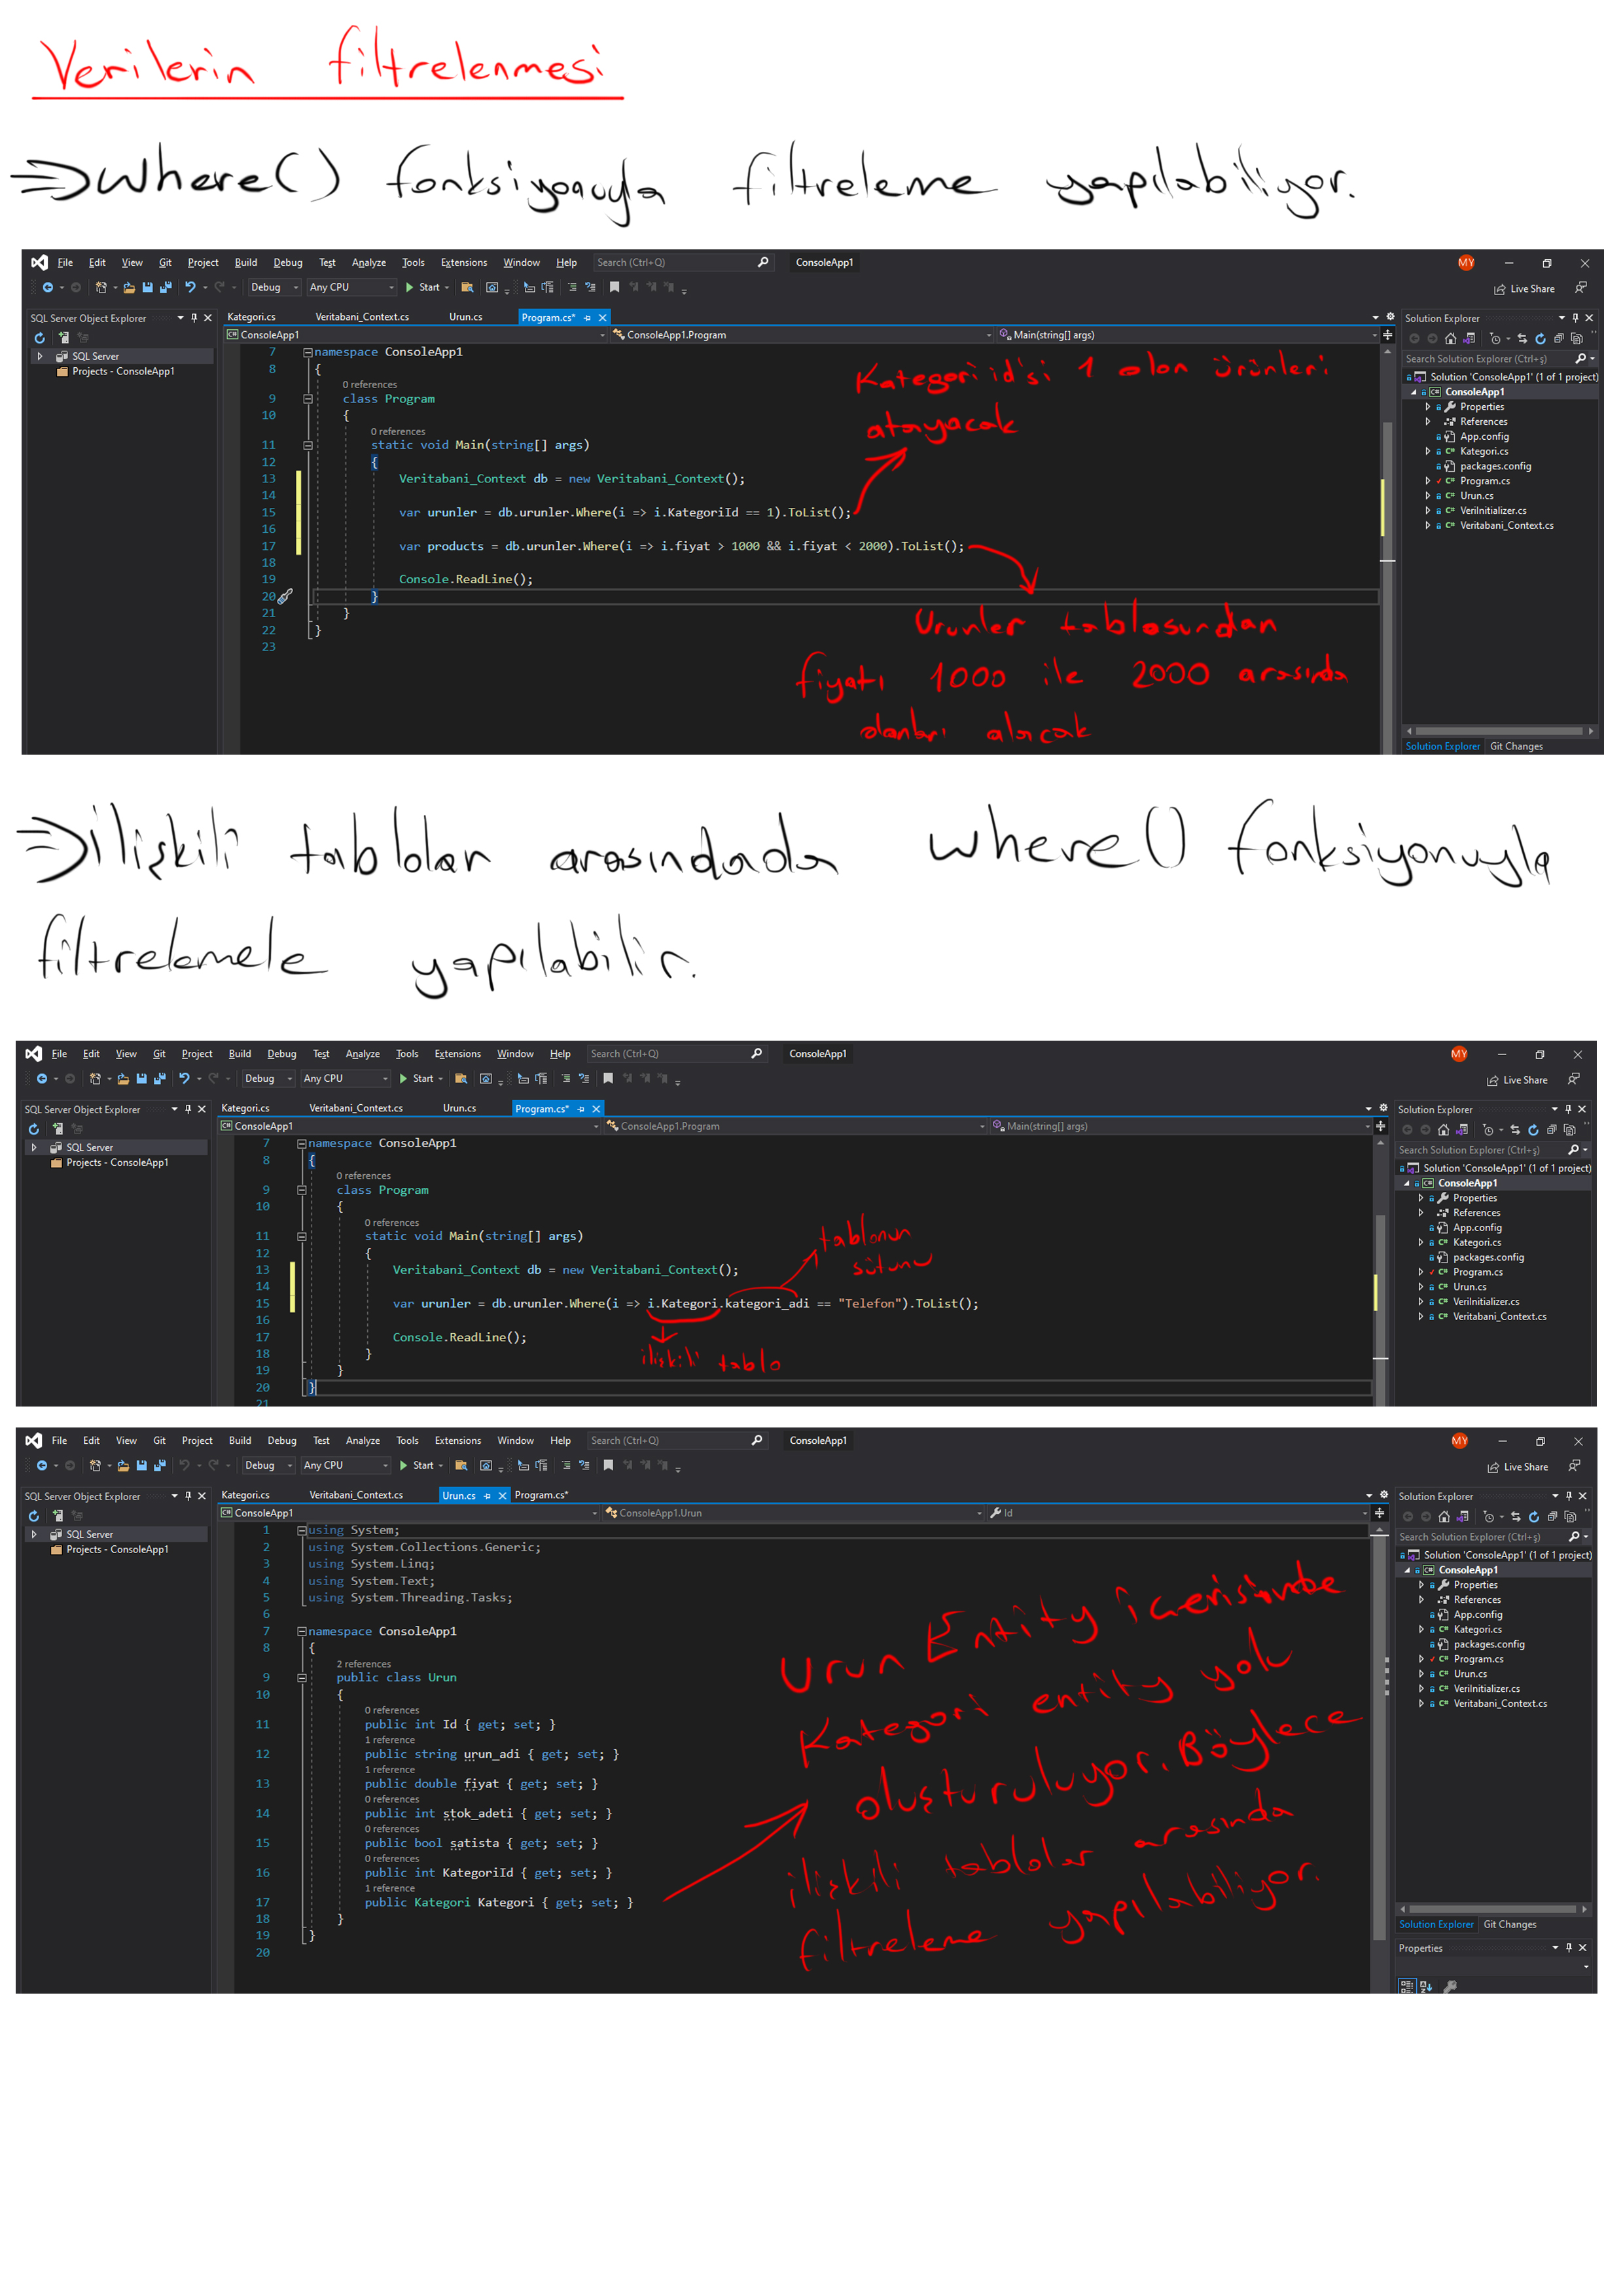 Verilerin filtrelenmesi
=> Where() fonksiyonuyla filtreleme yapılabiliyor.
File Edit View Git Project Build Debug Test Analyze Tools Extensions Window Help Search (Ctrl+Q) ConsoleApp1 MY
Debug Any CPU Start Live Share
SQL Server Object Explorer
SQL Server
Projects - ConsoleApp1
Kategori.cs Veritabani_Context.cs Urun.cs Program.cs*
ConsoleApp1 ConsoleApp1.Program Main(string[] args)
7 namespace ConsoleApp1
8 {
0 references
9 class Program
10 {
0 references
11 static void Main(string[] args)
12 {
13 Veritabani_Context db = new Veritabani_Context();
14
15 var urunler = db.urunler.Where(i => i.KategoriId == 1).ToList();
16
17 var products = db.urunler.Where(i => i.fiyat > 1000 && i.fiyat < 2000).ToList();
18
19 Console.ReadLine();
20 }
21 }
22 }
23
Kategori id'si 1 olan ürünleri
atayacak
Urunler tablosundan
fiyatı 1000 ile 2000 arasında
olanları alacak
Solution Explorer
Search Solution Explorer (Ctrl+ş)
Solution 'ConsoleApp1' (1 of 1 project)
ConsoleApp1
Properties
References
App.config
Kategori.cs
packages.config
Program.cs
Urun.cs
VeriInitializer.cs
Veritabani_Context.cs
Solution Explorer Git Changes
=> ilişkili tablolar arasındada where() fonksiyonuyla
filtrelemele yapılabilir.
File Edit View Git Project Build Debug Test Analyze Tools Extensions Window Help Search (Ctrl+Q) ConsoleApp1 MY
Debug Any CPU Start Live Share
SQL Server Object Explorer
SQL Server
Projects - ConsoleApp1
Kategori.cs Veritabani_Context.cs Urun.cs Program.cs*
ConsoleApp1 ConsoleApp1.Program Main(string[] args)
7 namespace ConsoleApp1
8 {
0 references
9 class Program
10 {
0 references
11 static void Main(string[] args)
12 {
13 Veritabani_Context db = new Veritabani_Context();
14
15 var urunler = db.urunler.Where(i => i.Kategori.kategori_adi == "Telefon").ToList();
16
17 Console.ReadLine();
18 }
19 }
20 }
21
tablonun
sütunu
ilişkili tablo
Solution Explorer
Search Solution Explorer (Ctrl+ş)
Solution 'ConsoleApp1' (1 of 1 project)
ConsoleApp1
Properties
References
App.config
Kategori.cs
packages.config
Program.cs
Urun.cs
VeriInitializer.cs
Veritabani_Context.cs
File Edit View Git Project Build Debug Test Analyze Tools Extensions Window Help Search (Ctrl+Q) ConsoleApp1 MY
Debug Any CPU Start Live Share
SQL Server Object Explorer
SQL Server
Projects - ConsoleApp1
Kategori.cs Veritabani_Context.cs Urun.cs Program.cs*
ConsoleApp1 ConsoleApp1.Urun Id
1 using System;
2 using System.Collections.Generic;
3 using System.Linq;
4 using System.Text;
5 using System.Threading.Tasks;
6
7 namespace ConsoleApp1
8 {
2 references
9 public class Urun
10 {
0 references
11 public int Id { get; set; }
1 reference
12 public string urun_adi { get; set; }
1 reference
13 public double fiyat { get; set; }
0 references
14 public int stok_adeti { get; set; }
0 references
15 public bool satista { get; set; }
0 references
16 public int KategoriId { get; set; }
1 reference
17 public Kategori Kategori { get; set; }
18 }
19 }
20
Urun Entity içerisinde
Kategori entity yolu
oluşturuluyor. Böylece
ilişkili tablolar arasında
filtreleme yapılabiliyor.
Solution Explorer
Search Solution Explorer (Ctrl+ş)
Solution 'ConsoleApp1' (1 of 1 project)
ConsoleApp1
Properties
References
App.config
Kategori.cs
packages.config
Program.cs
Urun.cs
VeriInitializer.cs
Veritabani_Context.cs
Solution Explorer Git Changes
Properties